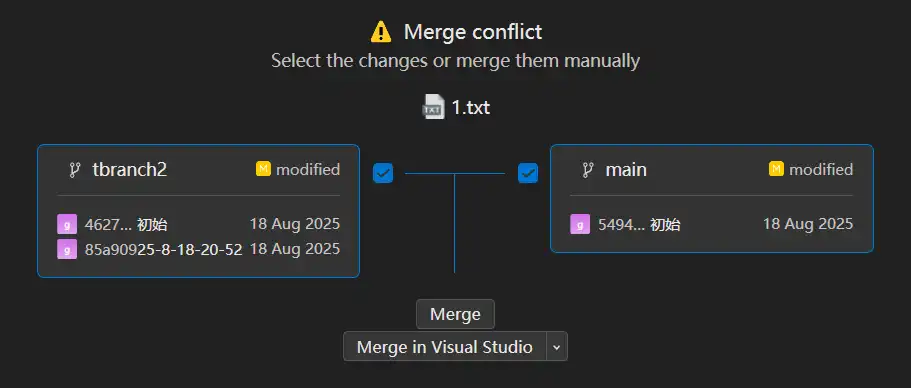 Merge conflict
Select the changes or merge them manually
TXT 1.txt
tbranch2 M modified
g 4627... 初始 18 Aug 2025
g 85a90925-8-18-20-52 18 Aug 2025
main M modified
g 5494... 初始 18 Aug 2025
Merge
Merge in Visual Studio